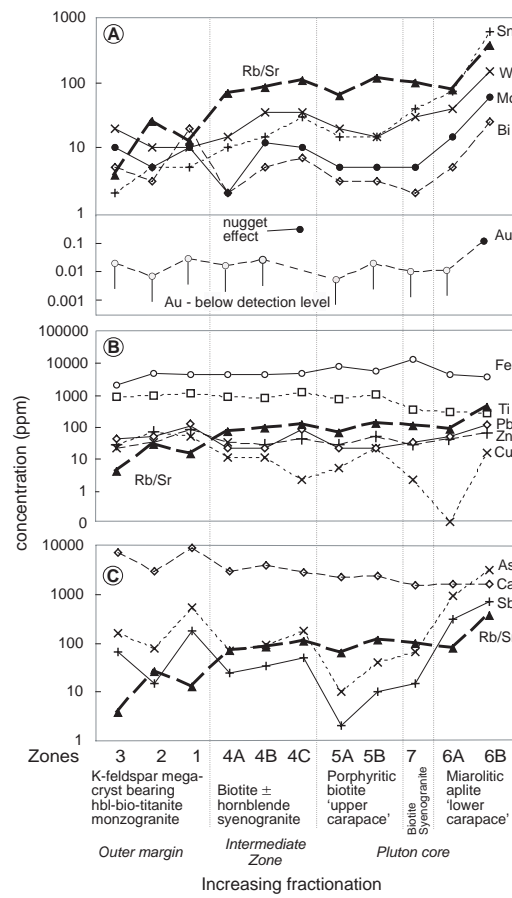 1000
A
Sn
Rb/Sr
W
100
Mo
Bi
10
1
nugget
effect
Au
0.1
0.01
0.001
Au - below detection level
concentration (ppm)
100000
B
10000
Fe
1000
Ti
100
Pb
Zn
Cu
10
Rb/Sr
1
0
10000
As
C
Ca
1000
Sb
Rb/Sr
100
10
1
Zones 3 2 1 4A 4B 4C 5A 5B 7 6A 6B
K-feldspar mega-
cryst bearing
hbl-bio-titanite
monzogranite
Biotite ±
hornblende
syenogranite
Porphyritic
biotite
'upper
carapace'
Biotite
Syenogranite
Miarolitic
aplite
'lower
carapace'
Outer margin
Intermediate
Zone
Pluton core
Increasing fractionation